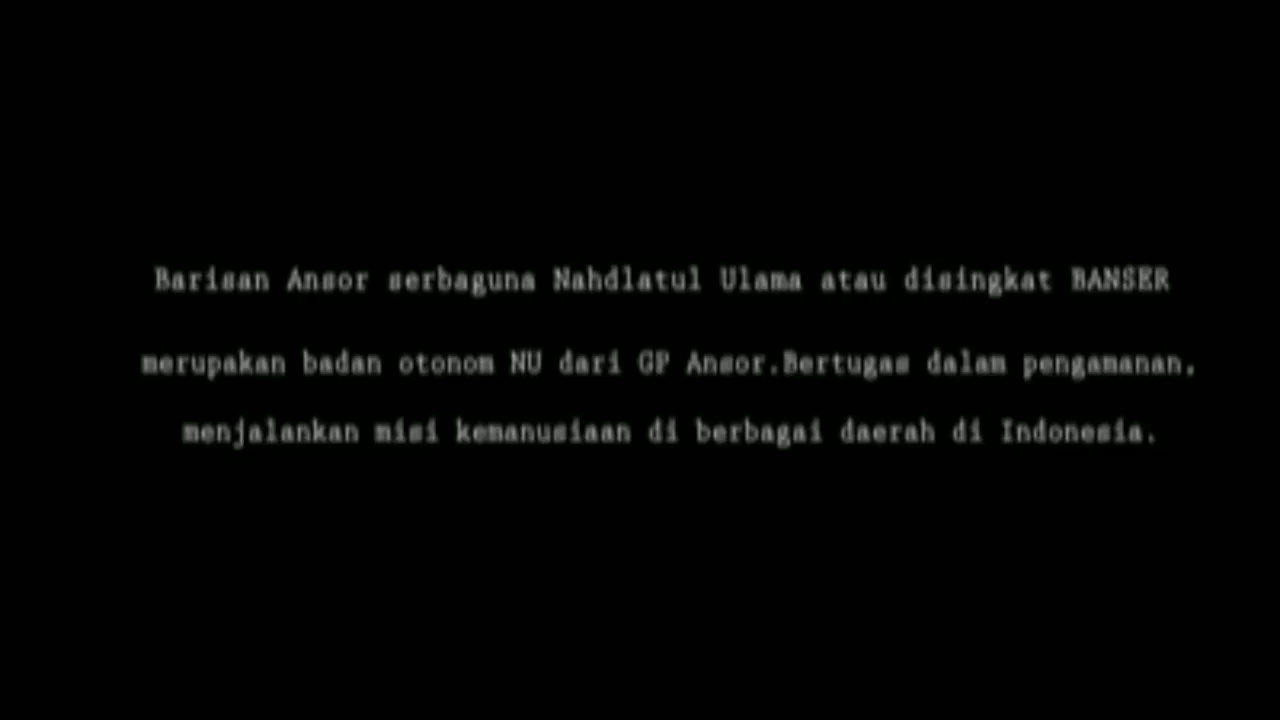 Barisan Ansor serbaguna Nahdlatul Ulama atau disingkat BANSER
merupakan badan otonom NU dari GP Ansor.Bertugas dalam pengamanan,
menjalankan misi kemanusiaan di berbagai daerah di Indonesia.